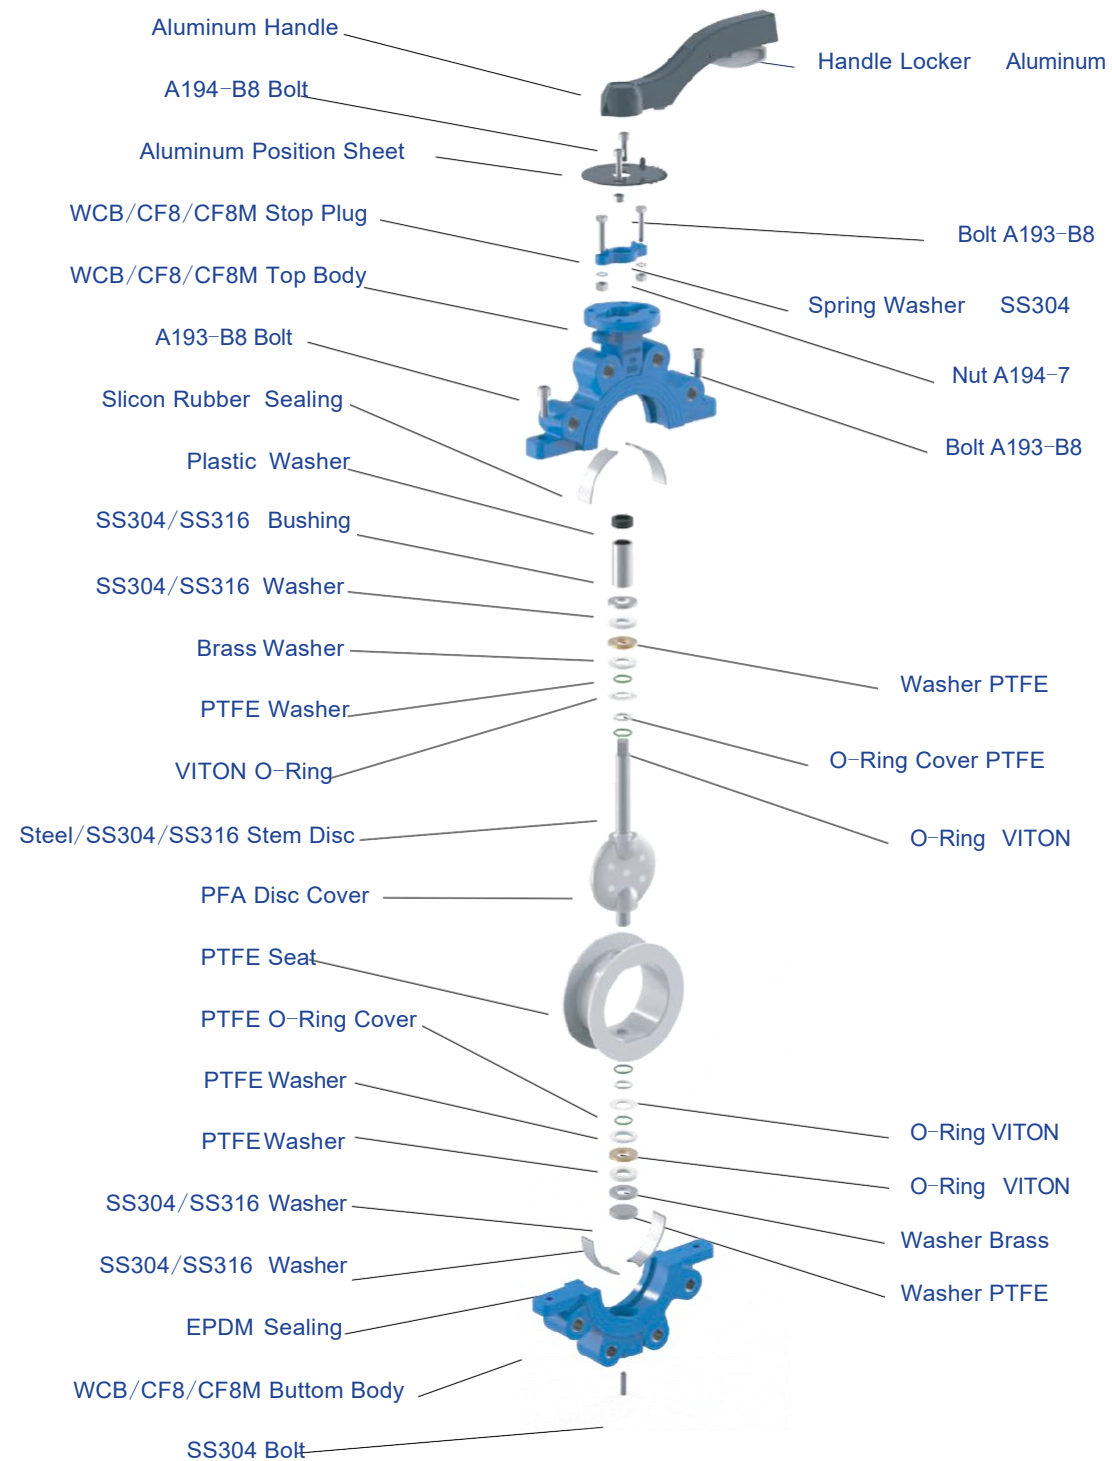 Aluminum Handle
Handle Locker Aluminum
A194-B8 Bolt
Aluminum Position Sheet
WCB/CF8/CF8M Stop Plug
Bolt A193-B8
WCB/CF8/CF8M Top Body
Spring Washer SS304
A193-B8 Bolt
Nut A194-7
Slicon Rubber Sealing
Bolt A193-B8
Plastic Washer
SS304/SS316 Bushing
SS304/SS316 Washer
Brass Washer
Washer PTFE
PTFE Washer
O-Ring Cover PTFE
VITON O-Ring
Steel/SS304/SS316 Stem Disc
O-Ring VITON
PFA Disc Cover
PTFE Seat
PTFE O-Ring Cover
PTFE Washer
O-Ring VITON
PTFE Washer
O-Ring VITON
SS304/SS316 Washer
Washer Brass
SS304/SS316 Washer
Washer PTFE
EPDM Sealing
WCB/CF8/CF8M Buttom Body
SS304 Bolt